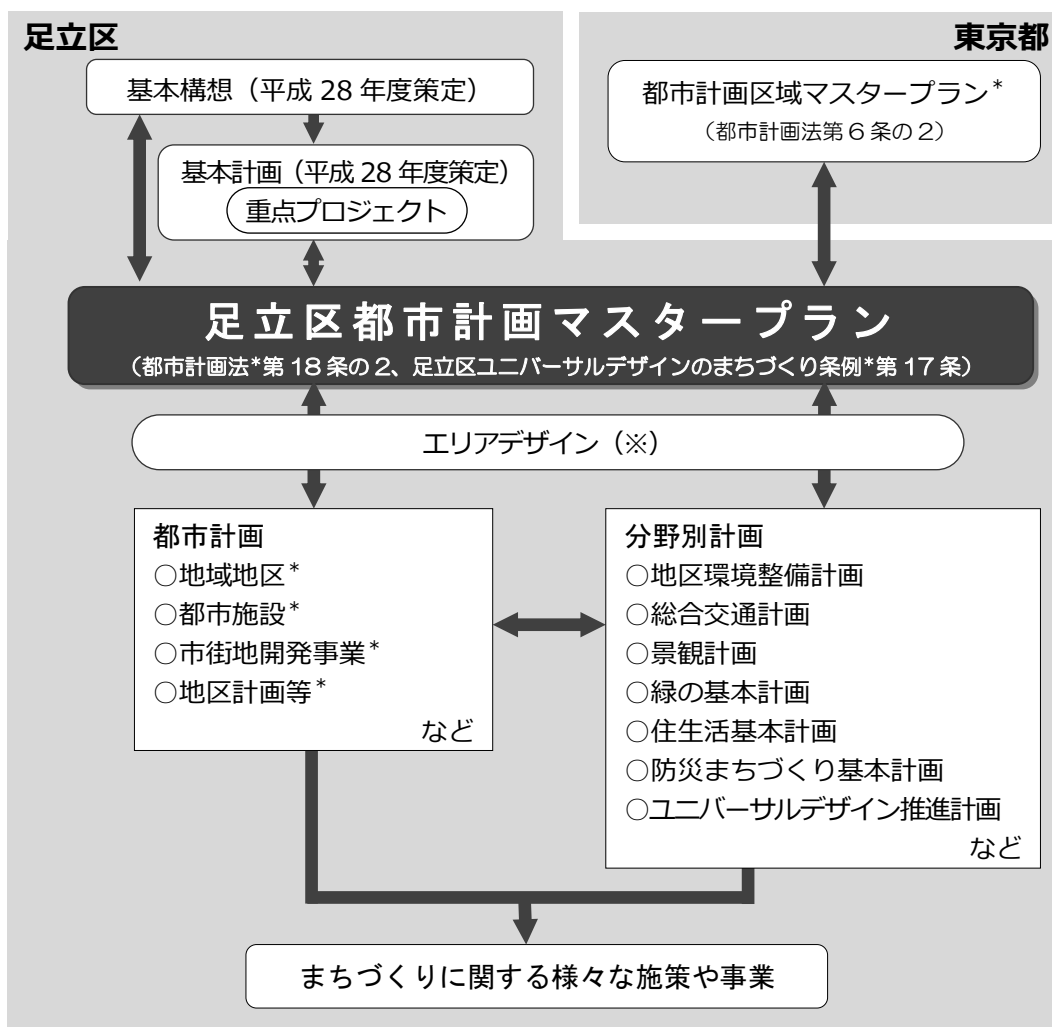 足立区
東京都
基本構想（平成 28 年度策定）
都市計画区域マスタープラン*
（都市計画法第 6 条の 2）
基本計画（平成 28 年度策定）
重点プロジェクト
足立区都市計画マスタープラン
（都市計画法*第 18 条の 2、足立区ユニバーサルデザインのまちづくり条例*第 17 条）
エリアデザイン（※）
都市計画
○地域地区*
○都市施設*
○市街地開発事業*
○地区計画等*
など
分野別計画
○地区環境整備計画
○総合交通計画
○景観計画
○緑の基本計画
○住生活基本計画
○防災まちづくり基本計画
○ユニバーサルデザイン推進計画
など
まちづくりに関する様々な施策や事業